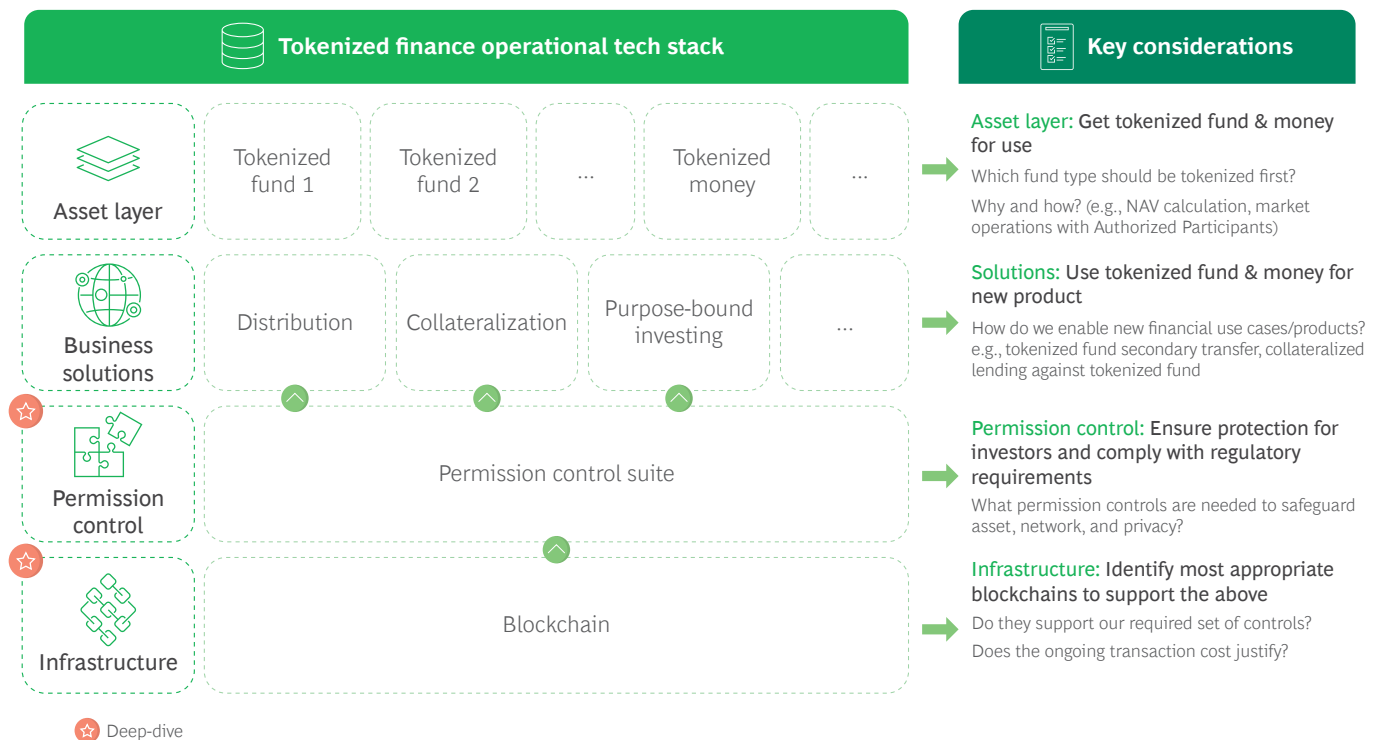 Tokenized finance operational tech stack
Key considerations
Asset layer
Tokenized
fund 1
Tokenized
fund 2
...
Tokenized
money
...
Asset layer: Get tokenized fund & money
for use
Which fund type should be tokenized first?
Why and how? (e.g., NAV calculation, market
operations with Authorized Participants)
Business
solutions
Distribution
Collateralization
Purpose-bound
investing
...
Solutions: Use tokenized fund & money for
new product
How do we enable new financial use cases/products?
e.g., tokenized fund secondary transfer, collateralized
lending against tokenized fund
Permission
control
Permission control suite
Permission control: Ensure protection for
investors and comply with regulatory
requirements
What permission controls are needed to safeguard
asset, network, and privacy?
Infrastructure
Blockchain
Infrastructure: Identify most appropriate
blockchains to support the above
Do they support our required set of controls?
Does the ongoing transaction cost justify?
Deep-dive